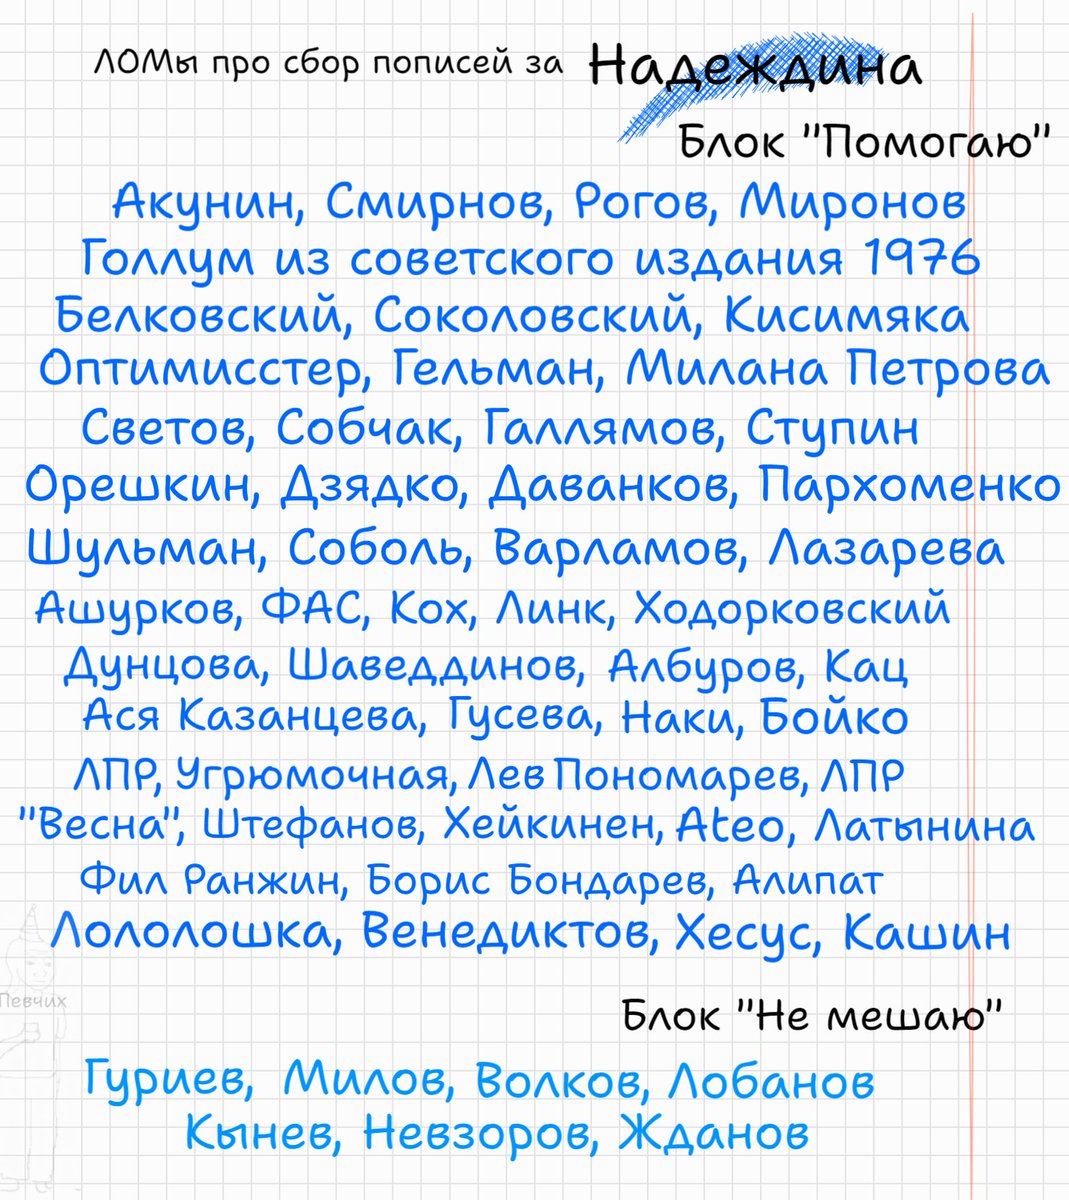 ЛОМы про сбор пописей за Надеждина
Блок "Помогаю"
Акунин, Смирнов, Рогов, Миронов
Голлум из советского издания 1976
Белковский, Соколовский, Кисимяка
Оптимисстер, Гельман, Милана Петрова
Светов, Собчак, Галлямов, Ступин
Орешкин, Дзядко, Даванков, Пархоменко
Шульман, Соболь, Варламов, Лазарева
Ашурков, ФАС, Кох, Линк, Ходорковский
Дунцова, Шаведдинов, Албуров, Кац
Ася Казанцева, Гусева, Наки, Бойко
ЛПР, Угрюмочная, Лев Пономарев, ЛПР
"Весна", Штефанов, Хейкинен, Ateo, Латынина
Фил Ранжин, Борис Бондарев, Алипат
Лололошка, Венедиктов, Хесус, Кашин
Певчих
Блок "Не мешаю"
Гуриев, Милов, Волков, Лобанов
Кынев, Невзоров, Жданов